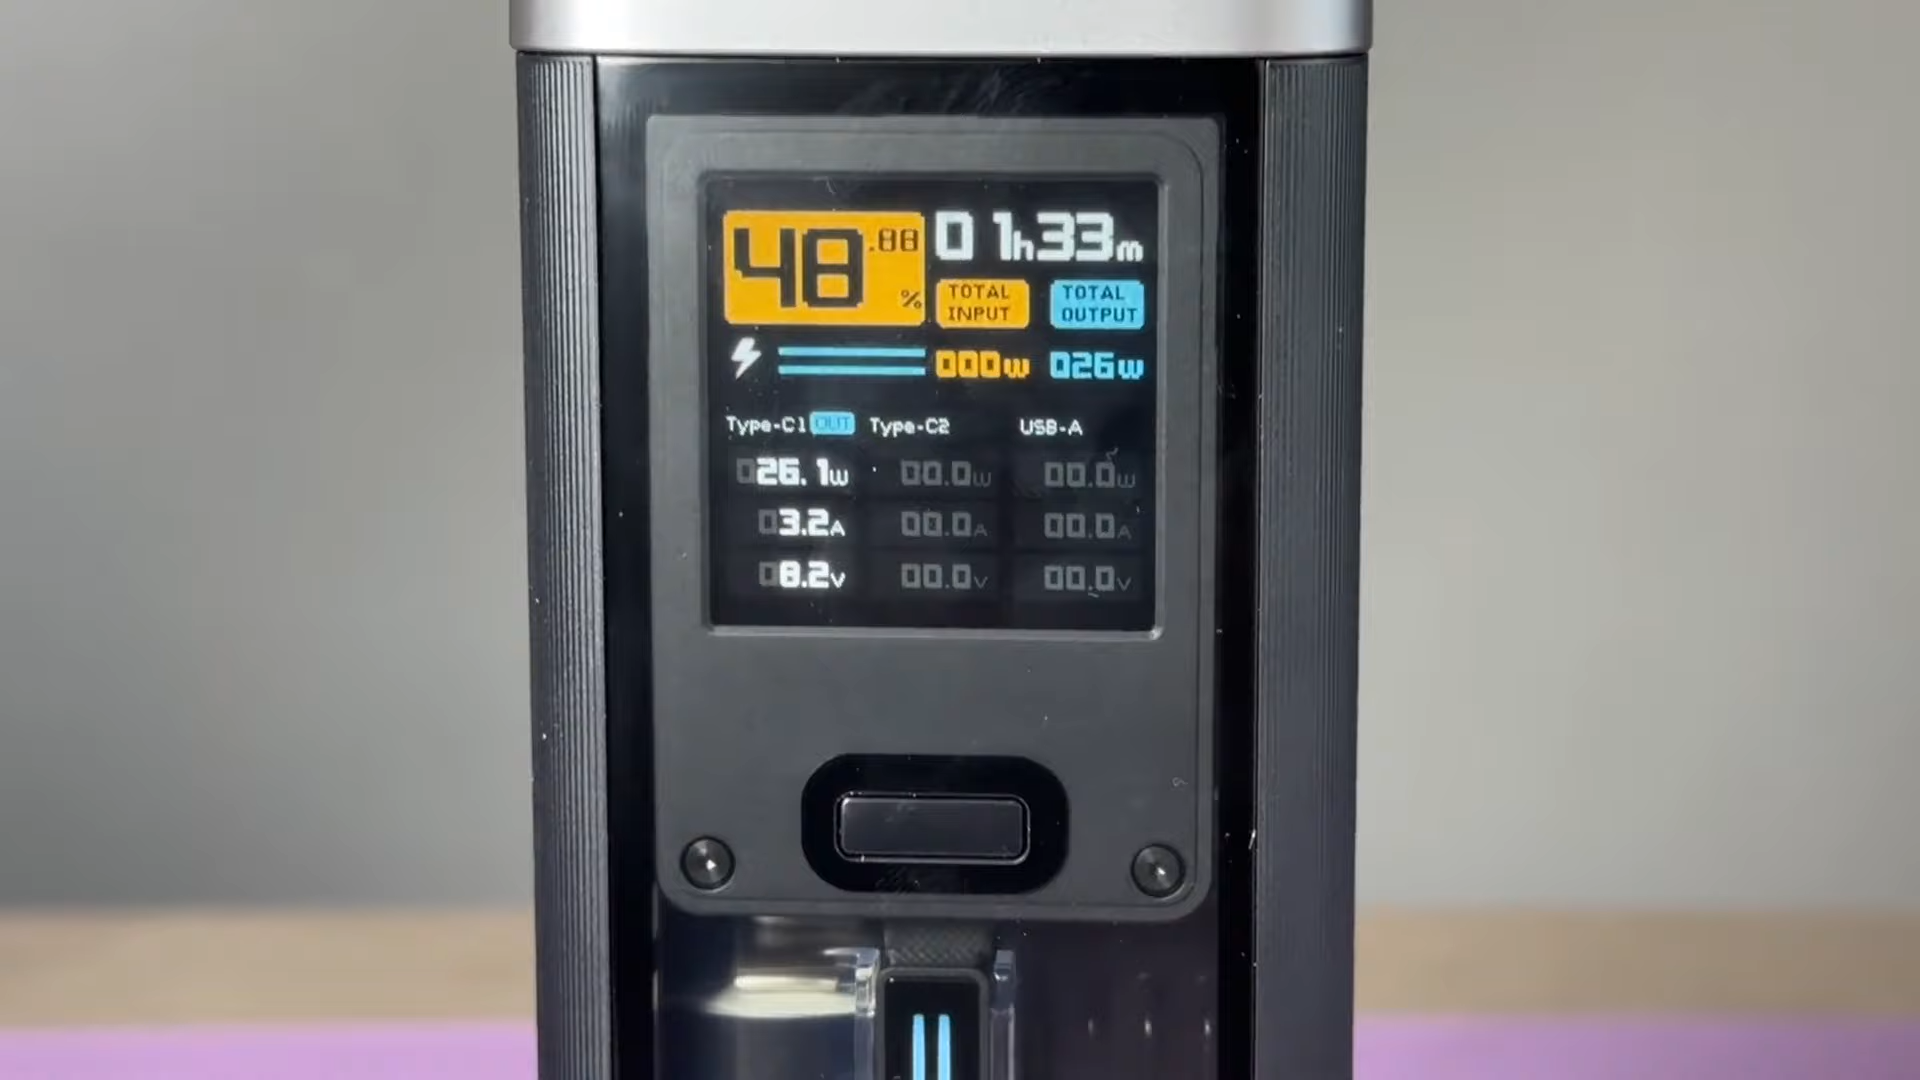 48.88%
01h33m
TOTAL INPUT
TOTAL OUTPUT
000W 026W
Type-C1 OUT Type-C2 USB-A
026.1W 00.0W 00.0W
03.2A 00.0A 00.0A
08.2V 00.0V 00.0V